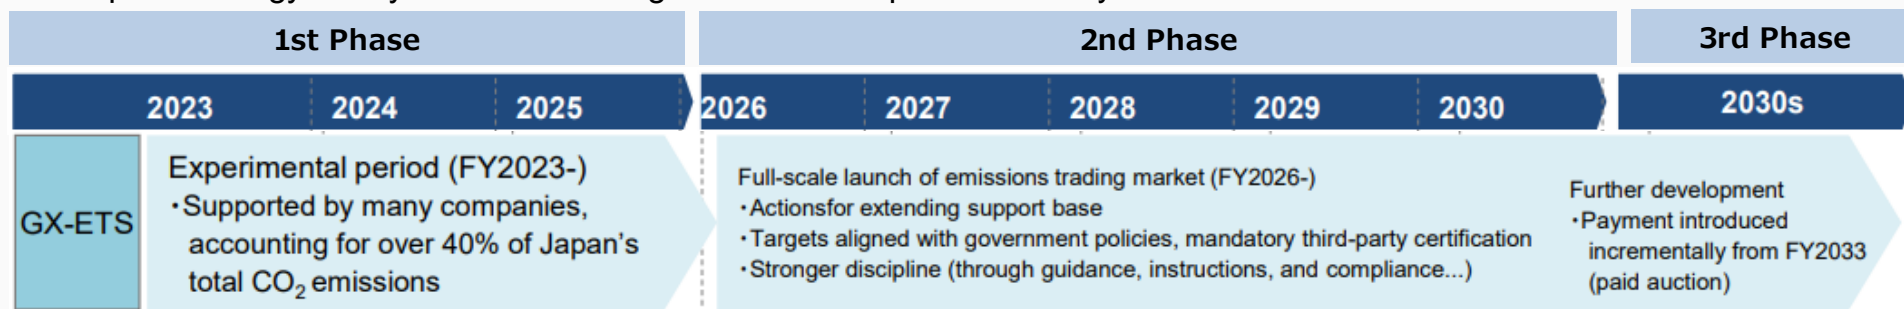 1st Phase
2nd Phase
3rd Phase
2023
2024
2025
2026
2027
2028
2029
2030
2030s
GX-ETS
Experimental period (FY2023-)
・Supported by many companies,
accounting for over 40% of Japan's
total CO₂ emissions
Full-scale launch of emissions trading market (FY2026-)
・Actionsfor extending support base
・Targets aligned with government policies, mandatory third-party certification
・Stronger discipline (through guidance, instructions, and compliance...)
Further development
・Payment introduced
incrementally from FY2033
(paid auction)